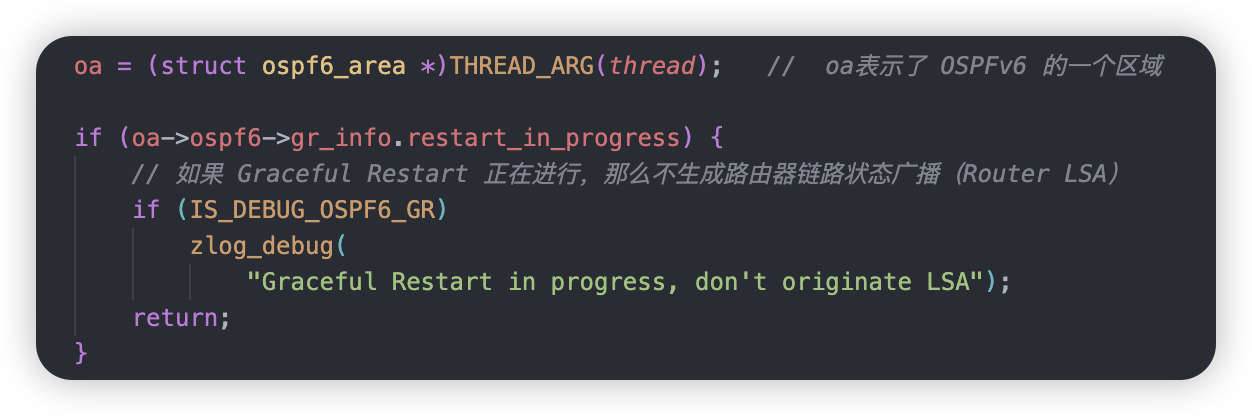 oa = (struct ospf6_area *)THREAD_ARG(thread);   //  oa表示了 OSPFv6 的一个区域
if (oa->ospf6->gr_info.restart_in_progress) {
// 如果 Graceful Restart 正在进行，那么不生成路由器链路状态广播（Router LSA）
if (IS_DEBUG_OSPF6_GR)
zlog_debug(
"Graceful Restart in progress, don't originate LSA");
return;
}